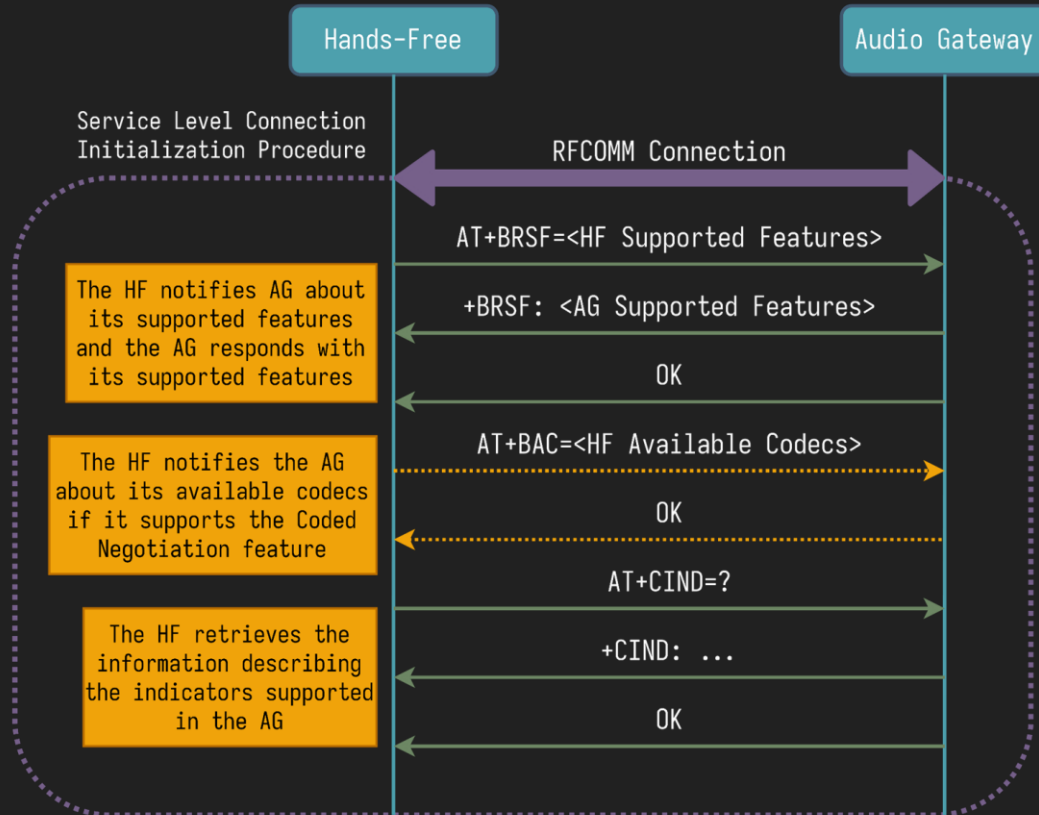 Hands-Free
Audio Gateway
Service Level Connection
Initialization Procedure
RFCOMM Connection
AT+BRSF=<HF Supported Features>
The HF notifies AG about
its supported features
and the AG responds with
its supported features
+BRSF: <AG Supported Features>
OK
AT+BAC=<HF Available Codecs>
The HF notifies the AG
about its available codecs
if it supports the Coded
Negotiation feature
OK
AT+CIND=?
The HF retrieves the
information describing
the indicators supported
in the AG
+CIND: ...
OK